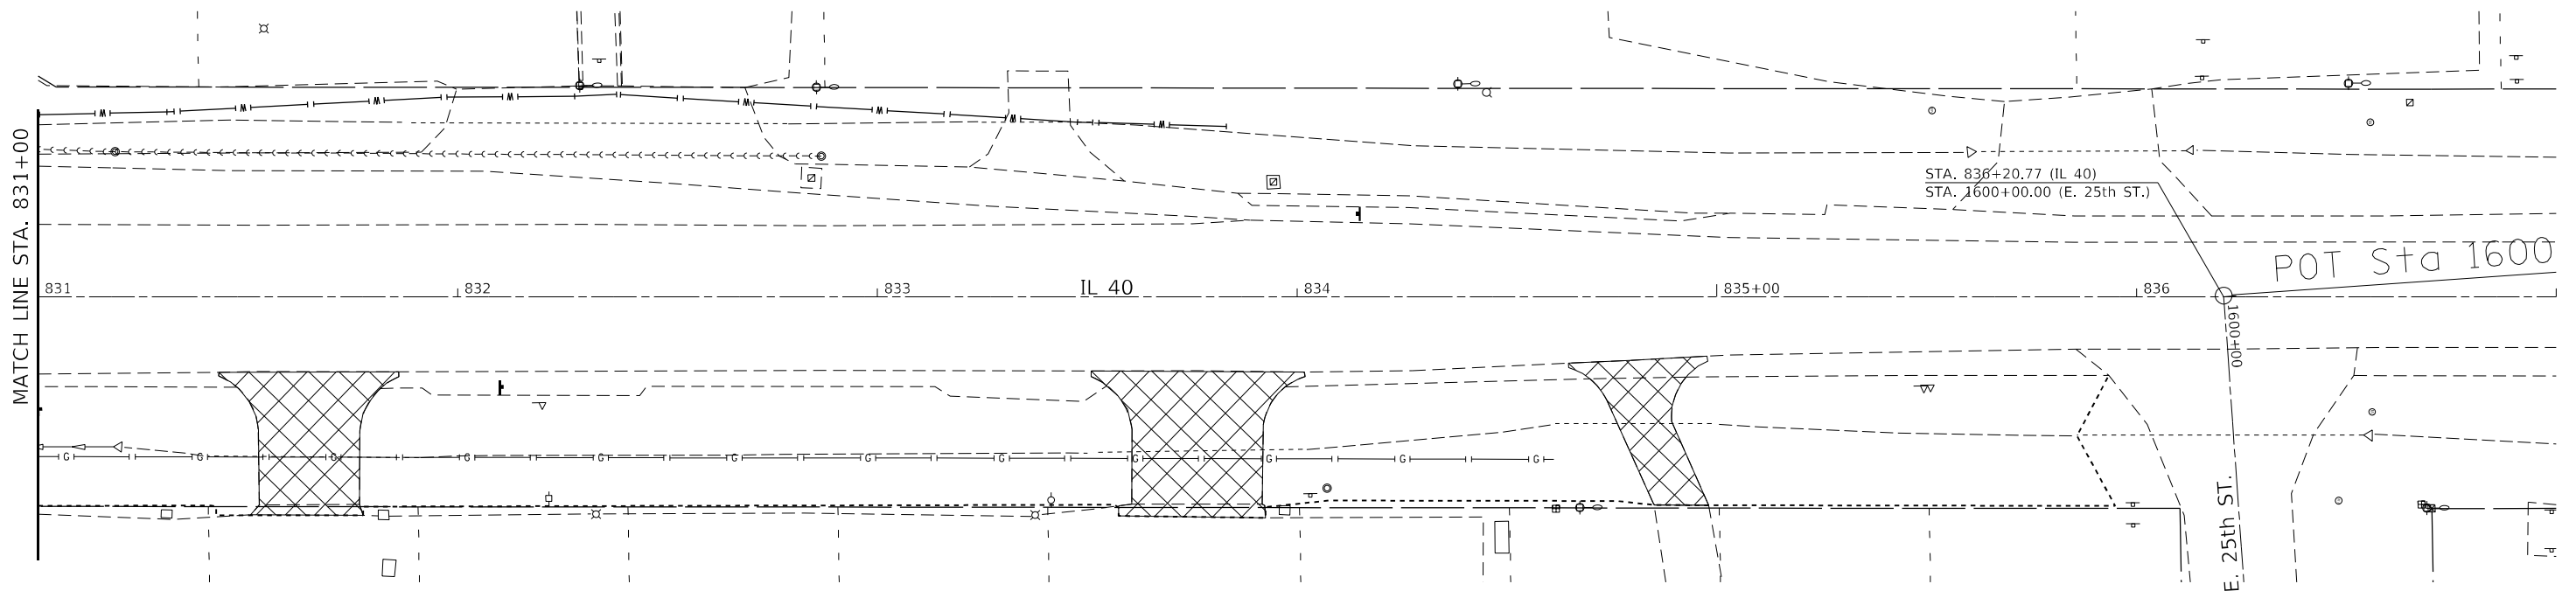 MATCH LINE STA. 831+00
STA. 836+20.77 (IL 40)
STA. 1600+00.00 (E. 25th ST.)
POT Sta 1600
831
832
833
IL 40
834
835+00
836
1600+00
G G G G G G G G G G G G
E. 25th ST.